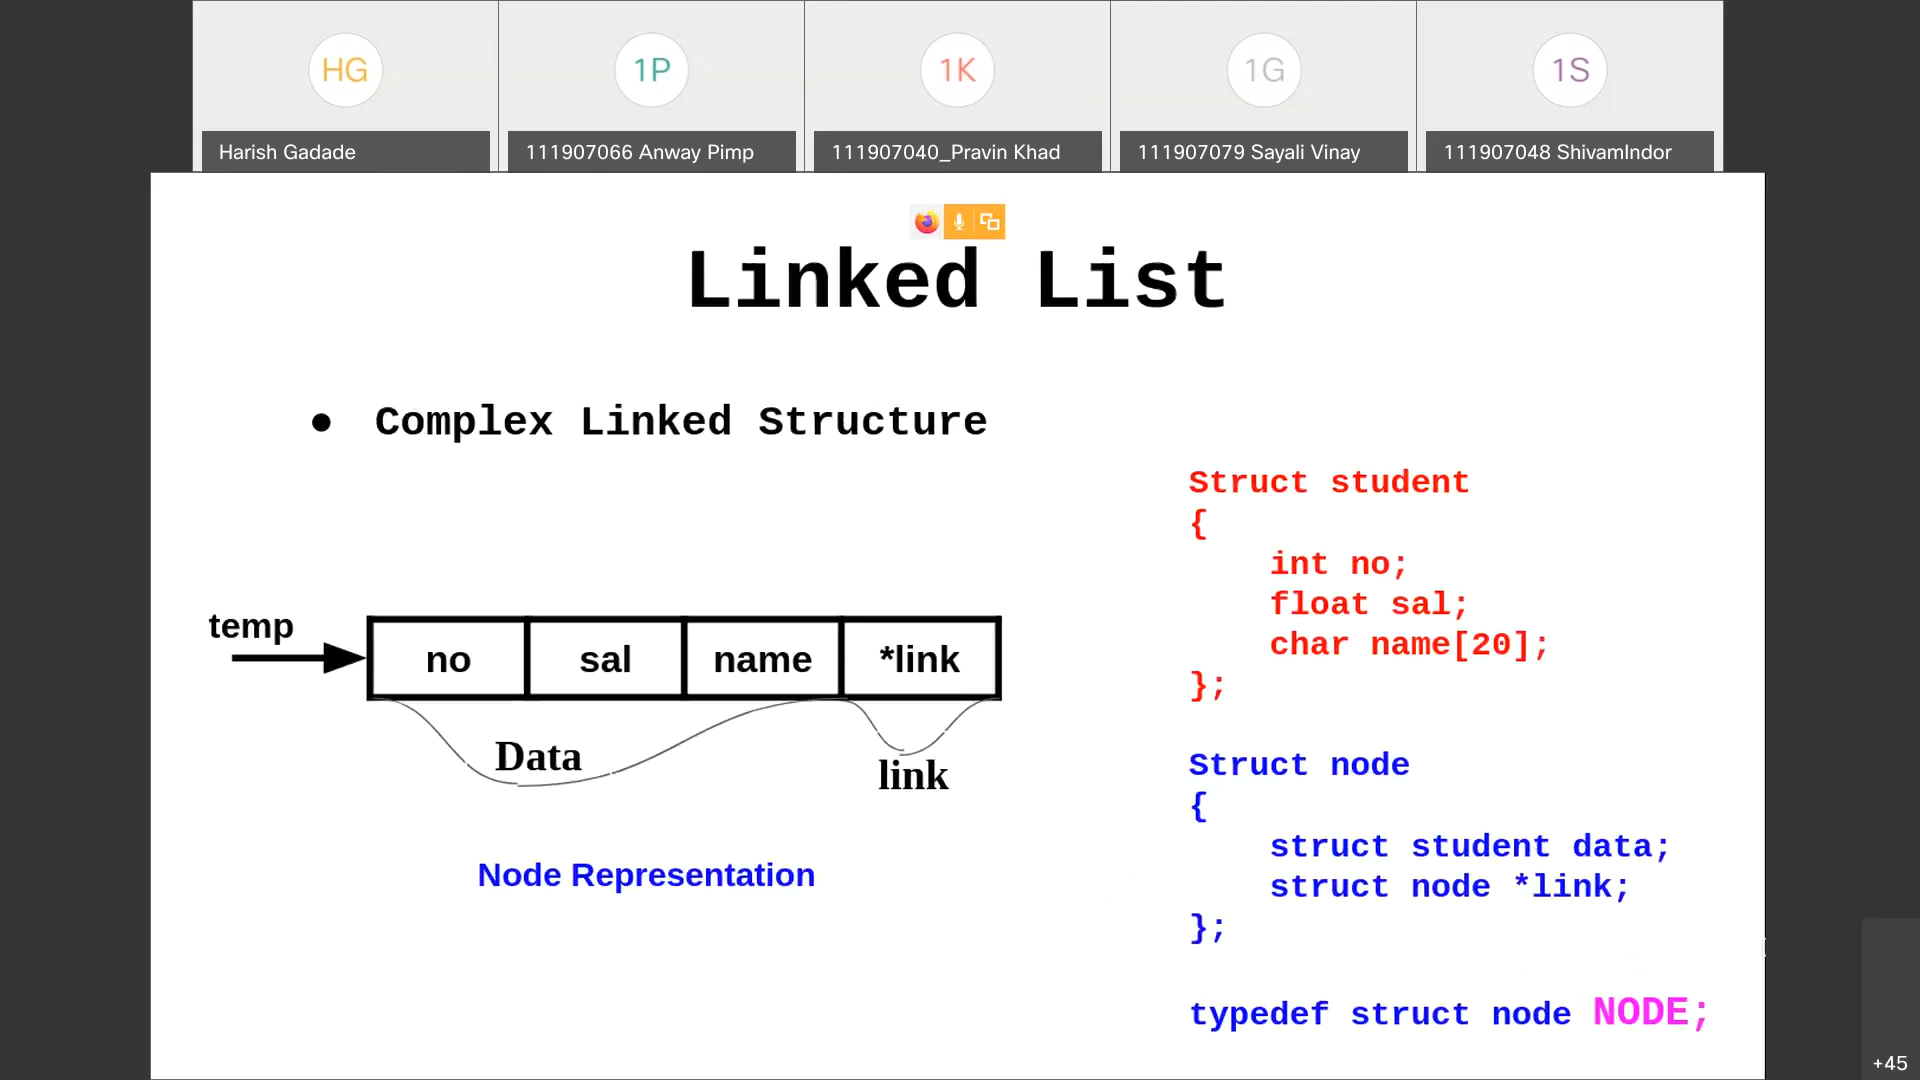 HG
1P
1K
1G
1S
Harish Gadade
111907066 Anway Pimp
111907040_Pravin Khad
111907079 Sayali Vinay
111907048 ShivamIndor
Linked List
● Complex Linked Structure
Struct student
{
int no;
float sal;
char name[20];
};
temp
no sal name *link
Data
link
Node Representation
Struct node
{
struct student data;
struct node *link;
};
typedef struct node NODE;
+45